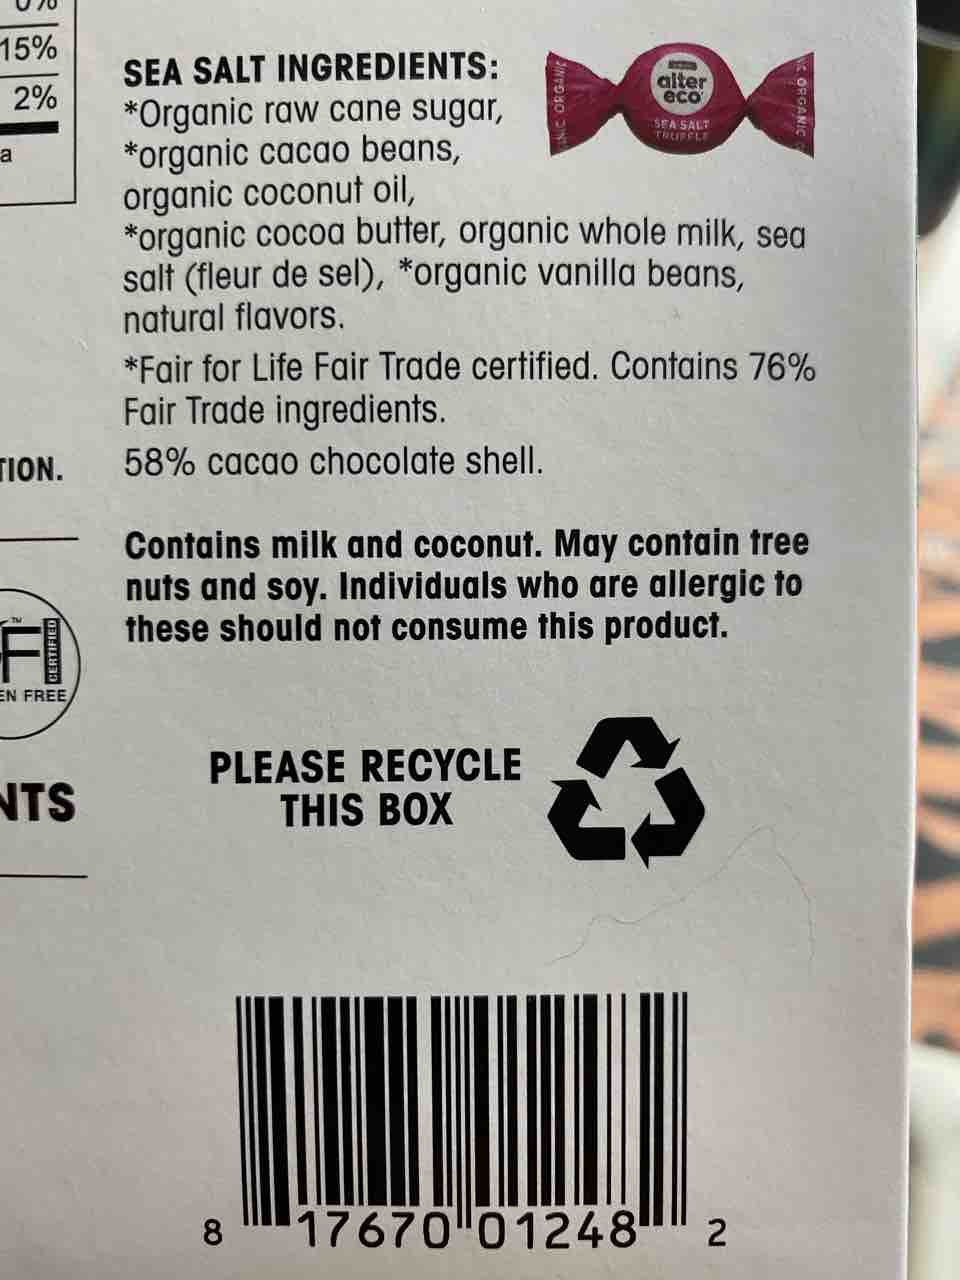 0%
15%
2%
a
TION.
CERTIFIED
EN FREE
NTS
SEA SALT INGREDIENTS:
*Organic raw cane sugar,
*organic cacao beans,
organic coconut oil,
*organic cocoa butter, organic whole milk, sea
salt (fleur de sel), *organic vanilla beans,
natural flavors.
*Fair for Life Fair Trade certified. Contains 76%
Fair Trade ingredients.
58% cacao chocolate shell.
ORGANIC
alter
eco
SEA SALT
TRUFFLE
ORGANIC
Contains milk and coconut. May contain tree
nuts and soy. Individuals who are allergic to
these should not consume this product.
PLEASE RECYCLE
THIS BOX
8 17670 01248 2